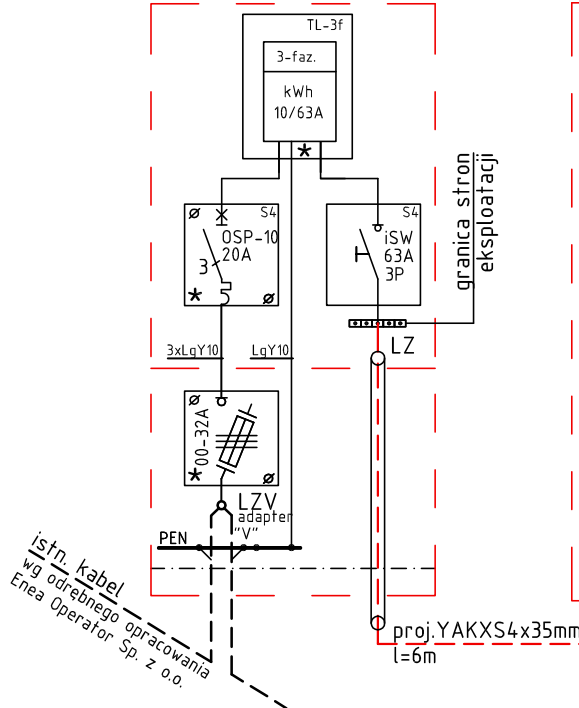 TL-3f
3-faz.
kWh
10/63A
*
S4
OSP-10
20A
3
*
S4
iSW
63A
3P
granica stron
eksploatacji
LZ
3xLgY10
LgY10
00-32A
*
LZV
adapter
"V"
PEN
istn. kabel
wg odrębnego opracowania
Enea Operator Sp. z o.o.
proj.YAKXS4x35mm
l=6m